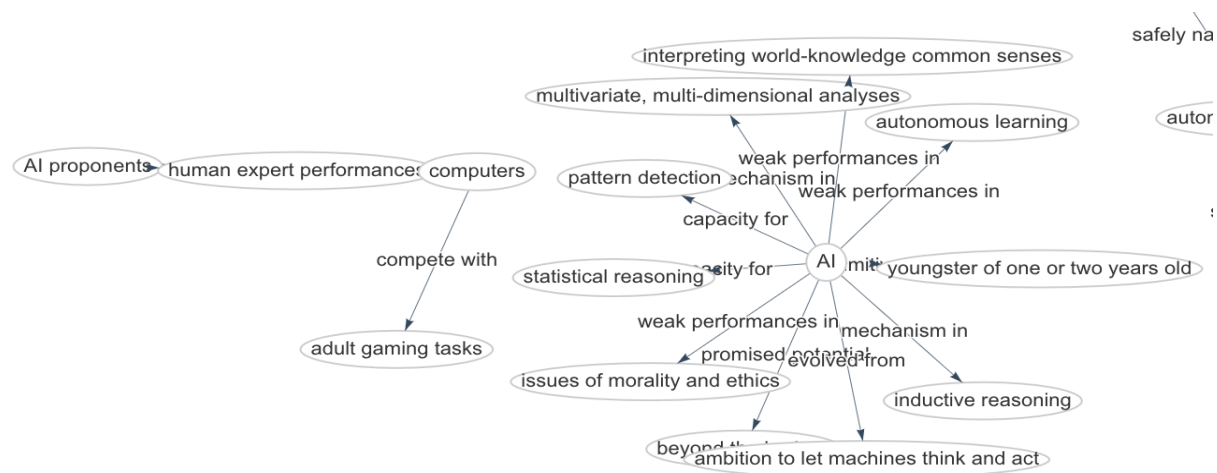 safely
interpreting world-knowledge common senses
multivariate, multi-dimensional analyses
autonomous learning
weak performances in
AI proponents
human expert performances
computers
pattern detection
mechanism in
weak performances in
capacity for
compete with
AI
statistical reasoning
youngster of one or two years old
weak performances in
mechanism in
adult gaming tasks
promised potential
evolved from
issues of morality and ethics
inductive reasoning
beyond
ambition to let machines think and act